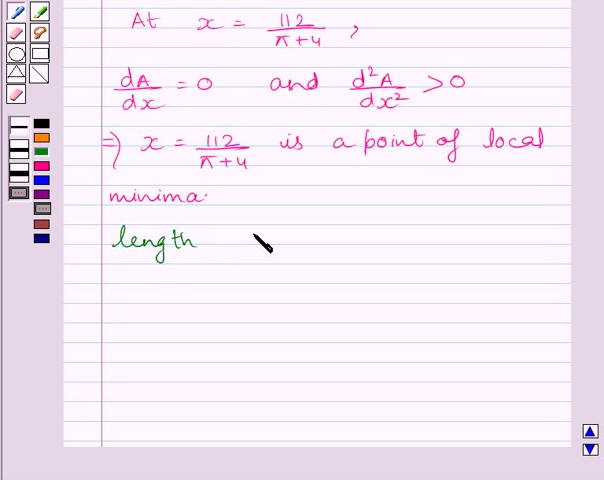 At x = 112/(π+4),
dA/dx = 0 and d²A/dx² > 0
=) x = 112/(π+4) is a point of local
minima.
length